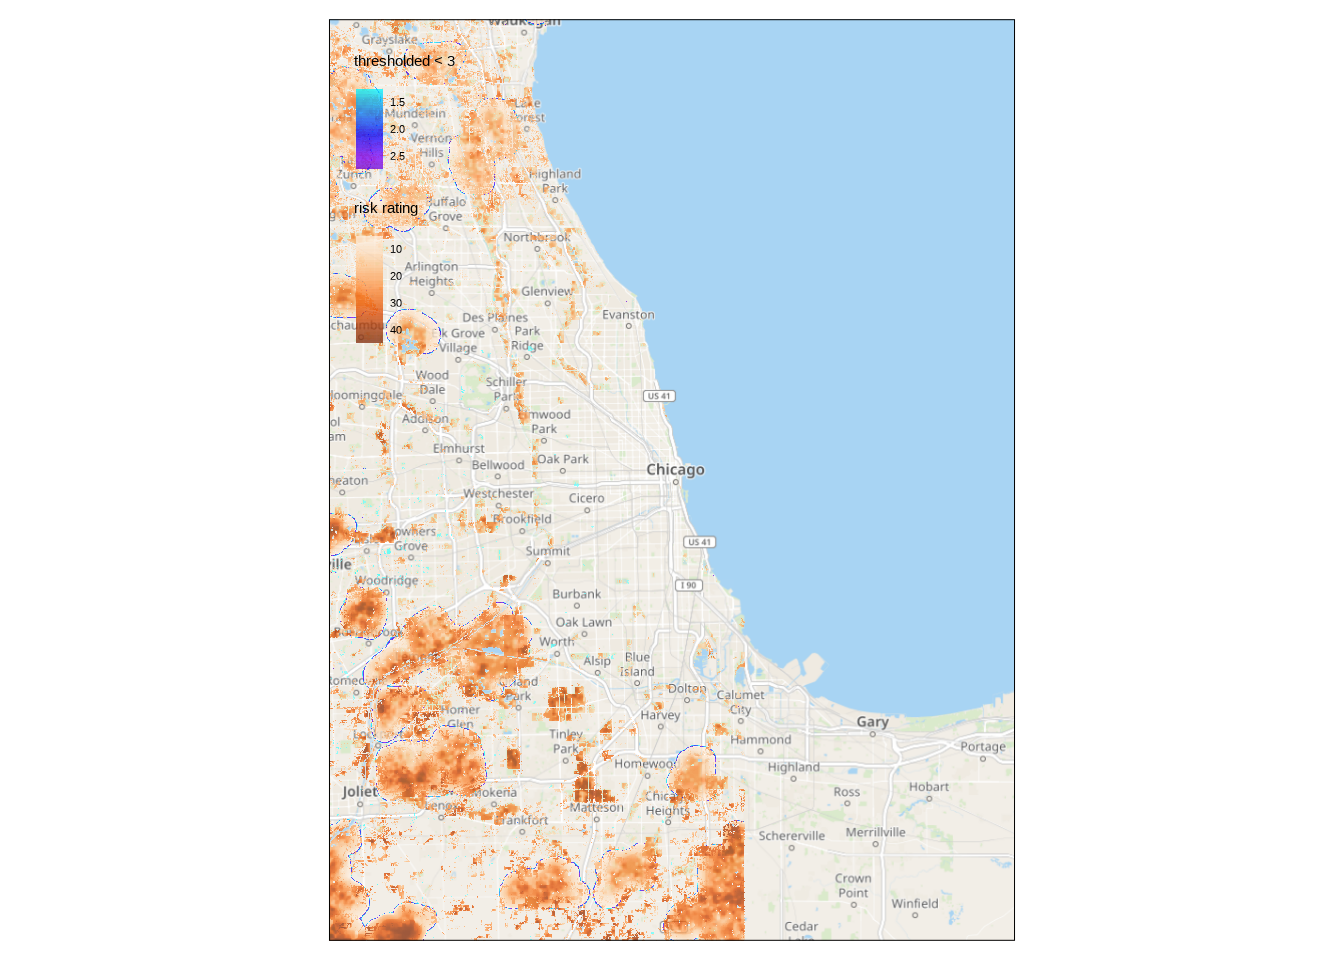 Waukegan
Grayslake
thresholded < 3
1.5
Mundelein
Lake
Forest
2.0
Vernon
Hills
2.5
Zurich
Highland
Park
risk rating
Buffalo
Grove
Northbrook
10
Arlington
Heights
20
Glenview
30
Evanston
Des Plaines
Schaumburg
40
Elk Grove
Village
Park
Ridge
Wood
Dale
Schiller
Park
US 41
Bloomingdale
Addison
Elmwood
Park
Elmhurst
Oak Park
Bellwood
Chicago
Wheaton
Westchester
Cicero
Brookfield
Downers
Grove
US 41
Summit
ville
Woodridge
I 90
Burbank
Oak Lawn
Worth
Alsip
Blue
Island
Romeo
land
Park
Dolton
Calumet
City
Homer
Glen
Harvey
Gary
Tinley
Park
Hammond
Portage
Homewood
Highland
Joliet
Mokena
Chicago
Heights
Ross
Hobart
Lenox
Matteson
Frankfort
Schererville
Merrillville
Crown
Point
Winfield
Cedar